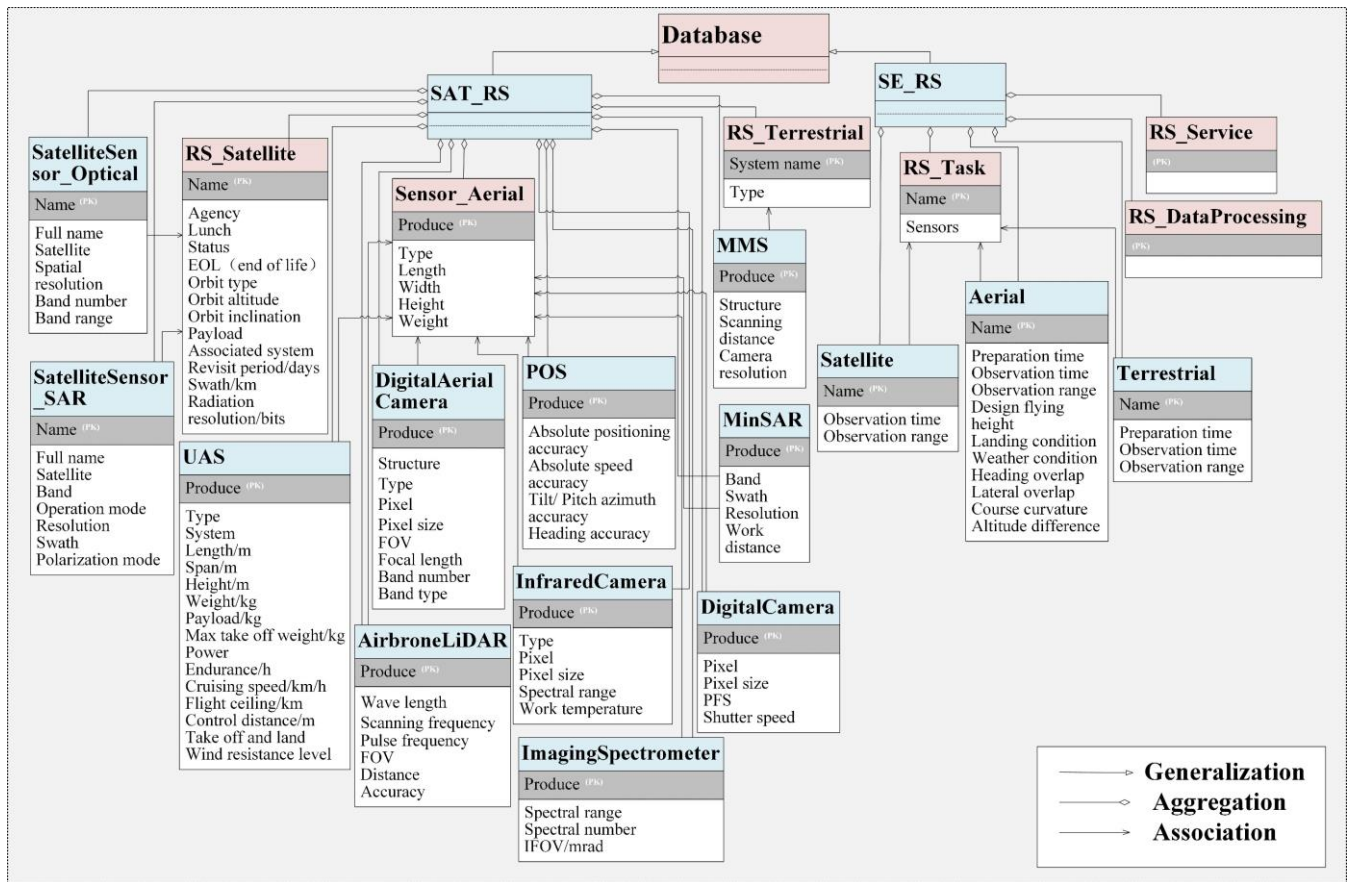 Database
SAT_RS
SE_RS
SatelliteSen
sor_Optical
Name (PK)
Full name
Satellite
Spatial
resolution
Band number
Band range
RS_Satellite
Name (PK)
Agency
Lunch
Status
EOL（end of life）
Orbit type
Orbit altitude
Orbit inclination
Payload
Associated system
Revisit period/days
Swath/km
Radiation
resolution/bits
Sensor_Aerial
Produce (PK)
Type
Length
Width
Height
Weight
RS_Terrestrial
System name (PK)
Type
RS_Task
Name (PK)
Sensors
RS_Service
(PK)
RS_DataProcessing
(PK)
MMS
Produce (PK)
Structure
Scanning
distance
Camera
resolution
Aerial
Name (PK)
Preparation time
Observation time
Observation range
Design flying
height
Landing condition
Weather condition
Heading overlap
Lateral overlap
Course curvature
Altitude difference
Satellite
Name (PK)
Observation time
Observation range
Terrestrial
Name (PK)
Preparation time
Observation time
Observation range
SatelliteSensor
_SAR
Name (PK)
Full name
Satellite
Band
Operation mode
Resolution
Swath
Polarization mode
UAS
Produce (PK)
Type
System
Length/m
Span/m
Height/m
Weight/kg
Payload/kg
Max take off weight/kg
Power
Endurance/h
Cruising speed/km/h
Flight ceiling/km
Control distance/m
Take off and land
Wind resistance level
DigitalAerial
Camera
Produce (PK)
Structure
Type
Pixel
Pixel size
FOV
Focal length
Band number
Band type
POS
Produce (PK)
Absolute positioning
accuracy
Absolute speed
accuracy
Tilt/ Pitch azimuth
accuracy
Heading accuracy
MinSAR
Produce (PK)
Band
Swath
Resolution
Work
distance
AirbroneLiDAR
Produce (PK)
Wave length
Scanning frequency
Pulse frequency
FOV
Distance
Accuracy
InfraredCamera
Produce (PK)
Type
Pixel
Pixel size
Spectral range
Work temperature
DigitalCamera
Produce (PK)
Pixel
Pixel size
PFS
Shutter speed
ImagingSpectrometer
Produce (PK)
Spectral range
Spectral number
IFOV/mrad
Generalization
Aggregation
Association